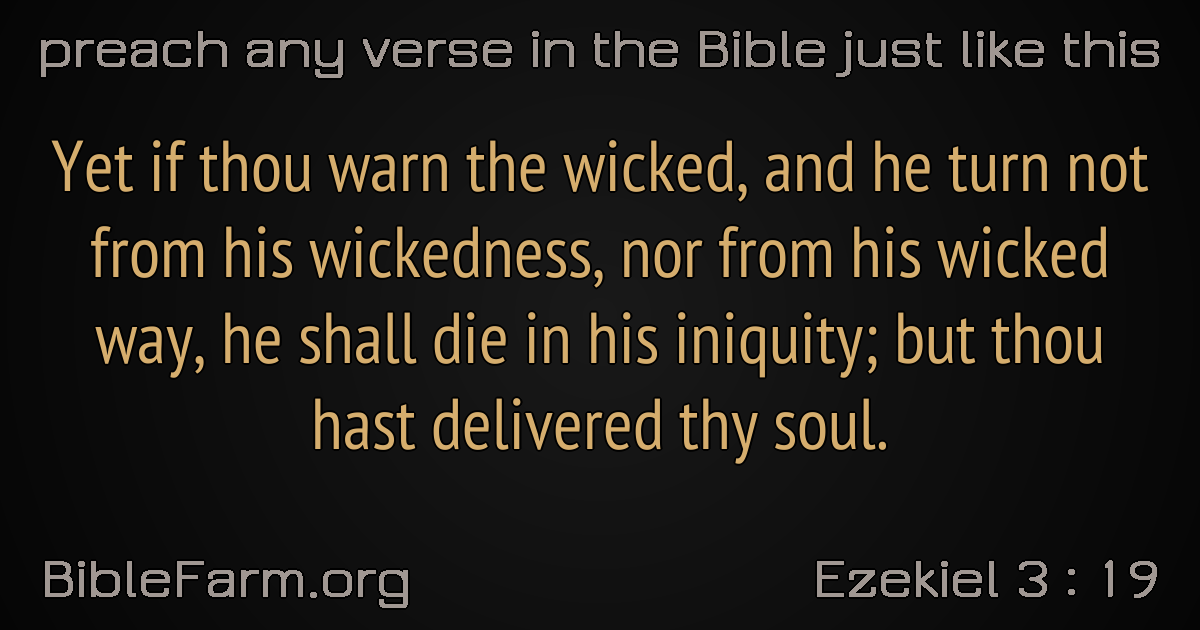 preach any verse in the Bible just like this
Yet if thou warn the wicked, and he turn not
from his wickedness, nor from his wicked
way, he shall die in his iniquity; but thou
hast delivered thy soul.
BibleFarm.org
Ezekiel 3 : 19